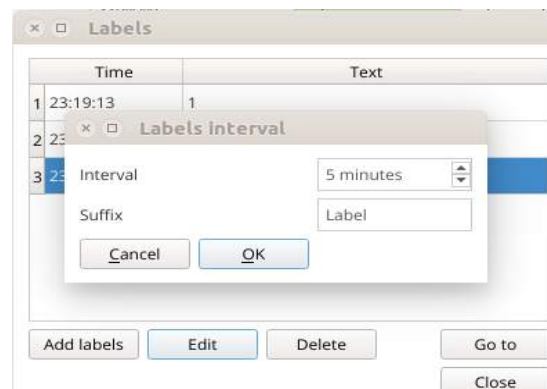 Labels
Time Text
1 23:19:13 1
2 23
3 23
Labels interval
Interval 5 minutes
Suffix Label
Cancel OK
Add labels Edit Delete Go to
Close